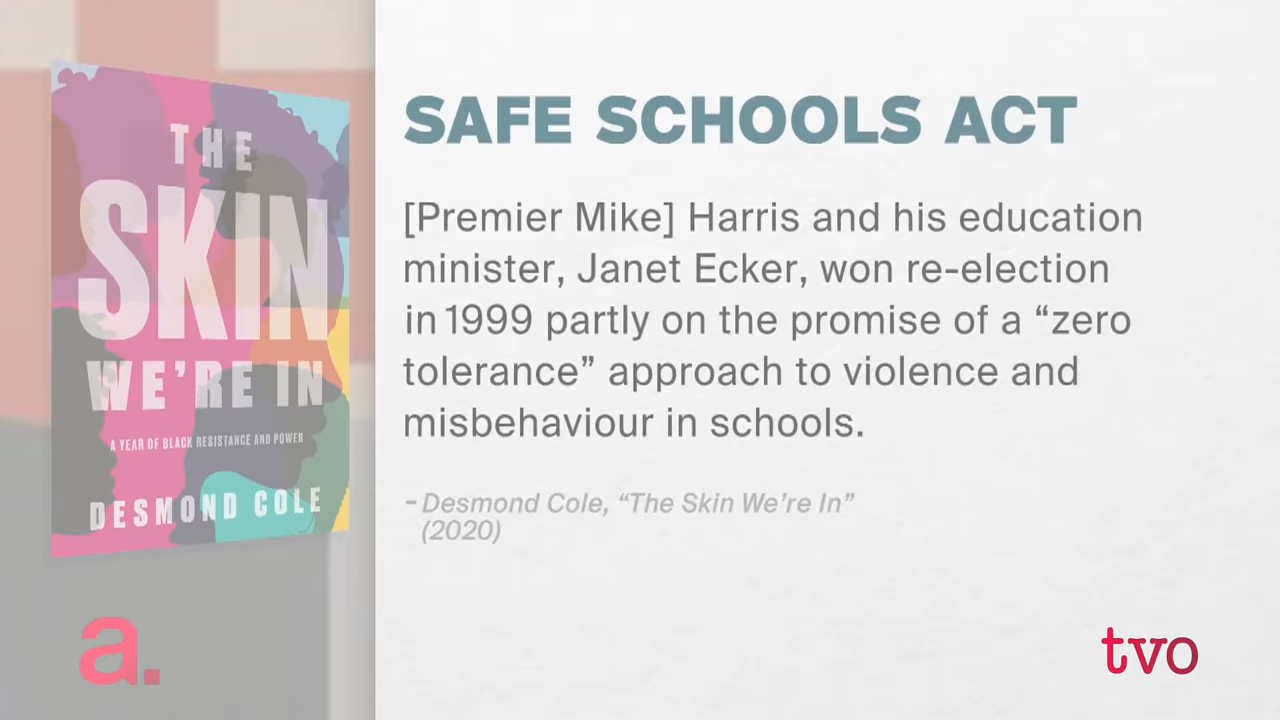 THE
SKIN
WE'RE IN
A YEAR OF BLACK RESISTANCE AND POWER
DESMOND COLE
a.
SAFE SCHOOLS ACT
[Premier Mike] Harris and his education
minister, Janet Ecker, won re-election
in 1999 partly on the promise of a “zero
tolerance” approach to violence and
misbehaviour in schools.
– Desmond Cole, “The Skin We’re In”
(2020)
tvo